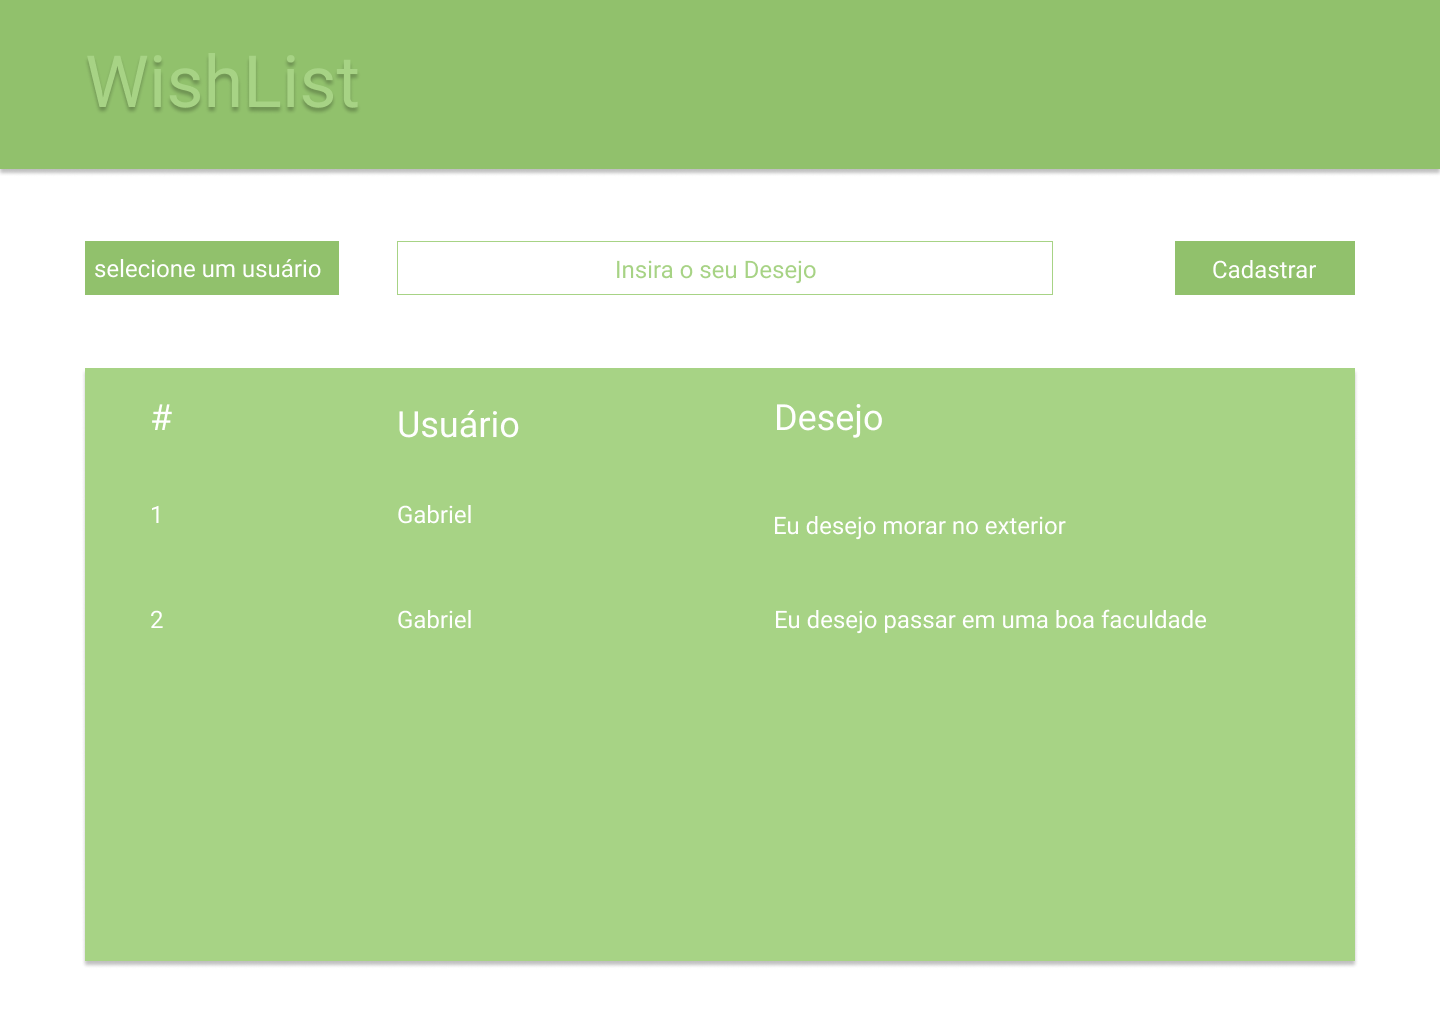 WishList
selecione um usuário
Insira o seu Desejo
Cadastrar
# Usuário Desejo
1 Gabriel Eu desejo morar no exterior
2 Gabriel Eu desejo passar em uma boa faculdade